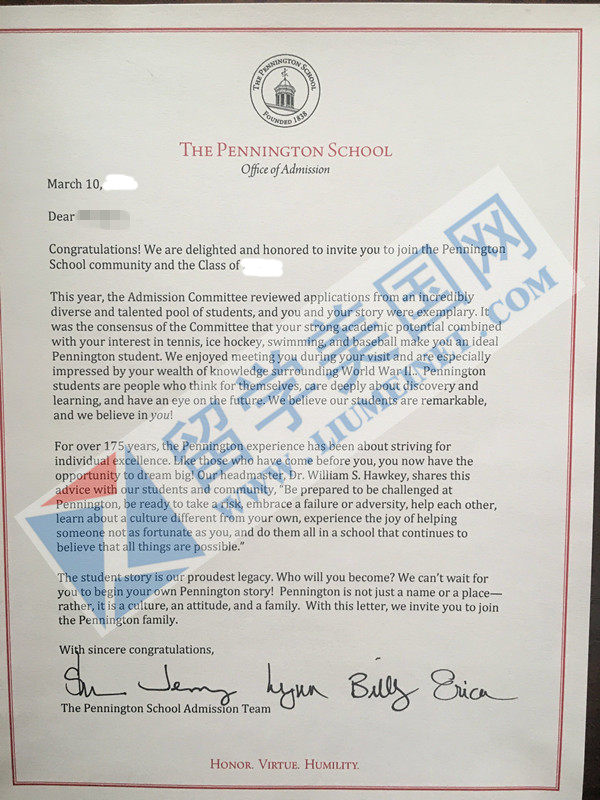 THE PENNINGTON SCHOOL
FOUNDED 1838
THE PENNINGTON SCHOOL
Office of Admission
March 10,
Dear
Congratulations! We are delighted and honored to invite you to join the Pennington
School community and the Class of
This year, the Admission Committee reviewed applications from an incredibly
diverse and talented pool of students, and you and your story were exemplary. It
was the consensus of the Committee that your strong academic potential combined
with your interest in tennis, ice hockey, swimming, and baseball make you an ideal
Pennington student. We enjoyed meeting you during your visit and are especially
impressed by your wealth of knowledge surrounding World War II. Pennington
students are people who think for themselves, care deeply about discovery and
learning, and have an eye on the future. We believe our students are remarkable,
and we believe in you!
For over 175 years, the Pennington experience has been about striving for
individual excellence. Like those who have come before you, you now have the
opportunity to dream big! Our headmaster, Dr. William S. Hawkey, shares this
advice with our students and community, "Be prepared to be challenged at
Pennington, be ready to take a risk, embrace a failure or adversity, help each other,
learn about a culture different from your own, experience the joy of helping
someone not as fortunate as you, and do them all in a school that continues to
believe that all things are possible."
The student story is our proudest legacy. Who will you become? We can't wait for
you to begin your own Pennington story! Pennington is not just a name or a place—
rather, it is a culture, an attitude, and a family. With this letter, we invite you to join
the Pennington family.
With sincere congratulations,
Jerry Lynn Billy Erica
The Pennington School Admission Team
HONOR. VIRTUE. HUMILITY.
留学美国网
WWW.LIUMEINET.COM